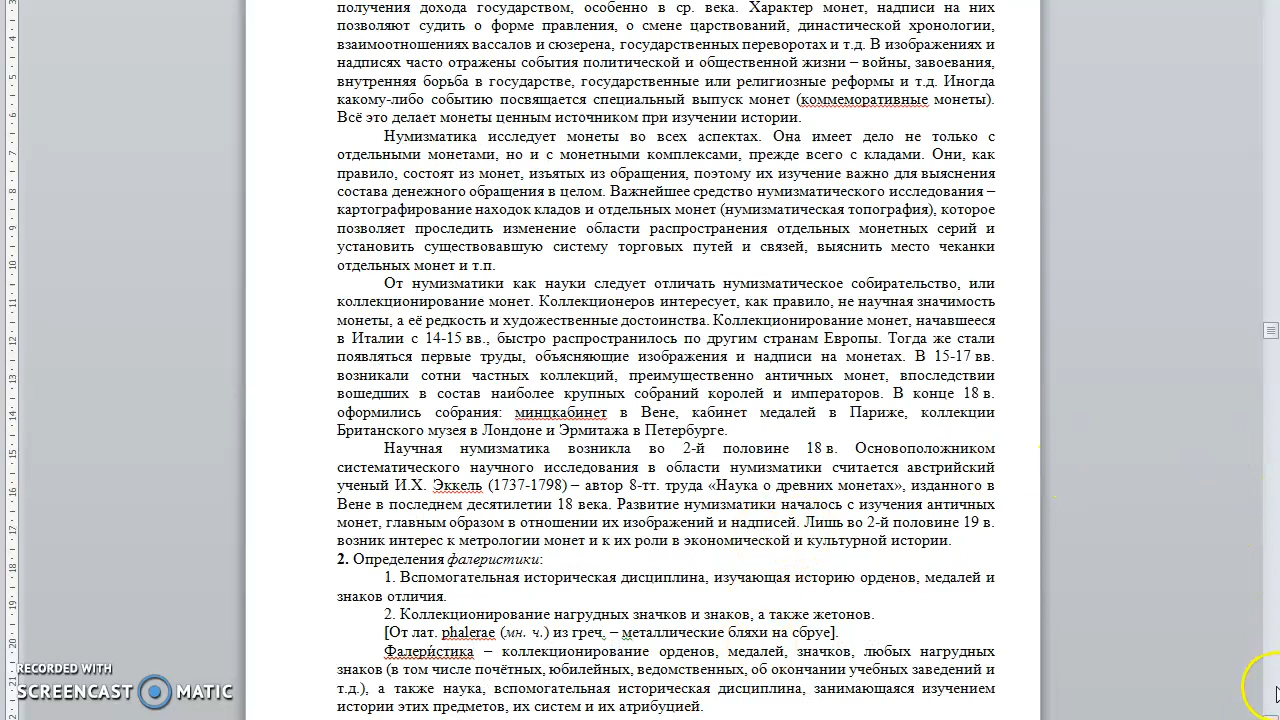 получения дохода государством, особенно в ср. века. Характер монет, надписи на них
позволяют судить о форме правления, о смене царствований, династической хронологии,
взаимоотношениях вассалов и сюзерена, государственных переворотах и т.д. В изображениях и
надписях часто отражены события политической и общественной жизни – войны, завоевания,
внутренняя борьба в государстве, государственные или религиозные реформы и т.д. Иногда
какому-либо событию посвящается специальный выпуск монет (коммеморативные монеты).
Всё это делает монеты ценным источником при изучении истории.
Нумизматика исследует монеты во всех аспектах. Она имеет дело не только с
отдельными монетами, но и с монетными комплексами, прежде всего с кладами. Они, как
правило, состоят из монет, изъятых из обращения, поэтому их изучение важно для выяснения
состава денежного обращения в целом. Важнейшее средство нумизматического исследования –
картографирование находок кладов и отдельных монет (нумизматическая топография), которое
позволяет проследить изменение области распространения отдельных монетных серий и
установить существовавшую систему торговых путей и связей, выяснить место чеканки
отдельных монет и т.п.
От нумизматики как науки следует отличать нумизматическое собирательство, или
коллекционирование монет. Коллекционеров интересует, как правило, не научная значимость
монеты, а её редкость и художественные достоинства. Коллекционирование монет, начавшееся
в Италии с 14-15 вв., быстро распространилось по другим странам Европы. Тогда же стали
появляться первые труды, объясняющие изображения и надписи на монетах. В 15-17 вв.
возникали сотни частных коллекций, преимущественно античных монет, впоследствии
вошедших в состав наиболее крупных собраний королей и императоров. В конце 18 в.
оформились собрания: минцкабинет в Вене, кабинет медалей в Париже, коллекции
Британского музея в Лондоне и Эрмитажа в Петербурге.
Научная нумизматика возникла во 2-й половине 18 в. Основоположником
систематического научного исследования в области нумизматики считается австрийский
ученый И.Х. Эккель (1737-1798) – автор 8-тт. труда «Наука о древних монетах», изданного в
Вене в последнем десятилетии 18 века. Развитие нумизматики началось с изучения античных
монет, главным образом в отношении их изображений и надписей. Лишь во 2-й половине 19 в.
возник интерес к метрологии монет и к их роли в экономической и культурной истории.
2. Определения фалеристики:
1. Вспомогательная историческая дисциплина, изучающая историю орденов, медалей и
знаков отличия.
2. Коллекционирование нагрудных значков и знаков, а также жетонов.
[От лат. phalerae (мн. ч.) из греч. – металлические бляхи на сбруе].
Фалери́стика – коллекционирование орденов, медалей, значков, любых нагрудных
знаков (в том числе почётных, юбилейных, ведомственных, об окончании учебных заведений и
т.д.), а также наука, вспомогательная историческая дисциплина, занимающаяся изучением
истории этих предметов, их систем и их атрибуцией.
RECORDED WITH
SCREENCAST MATIC